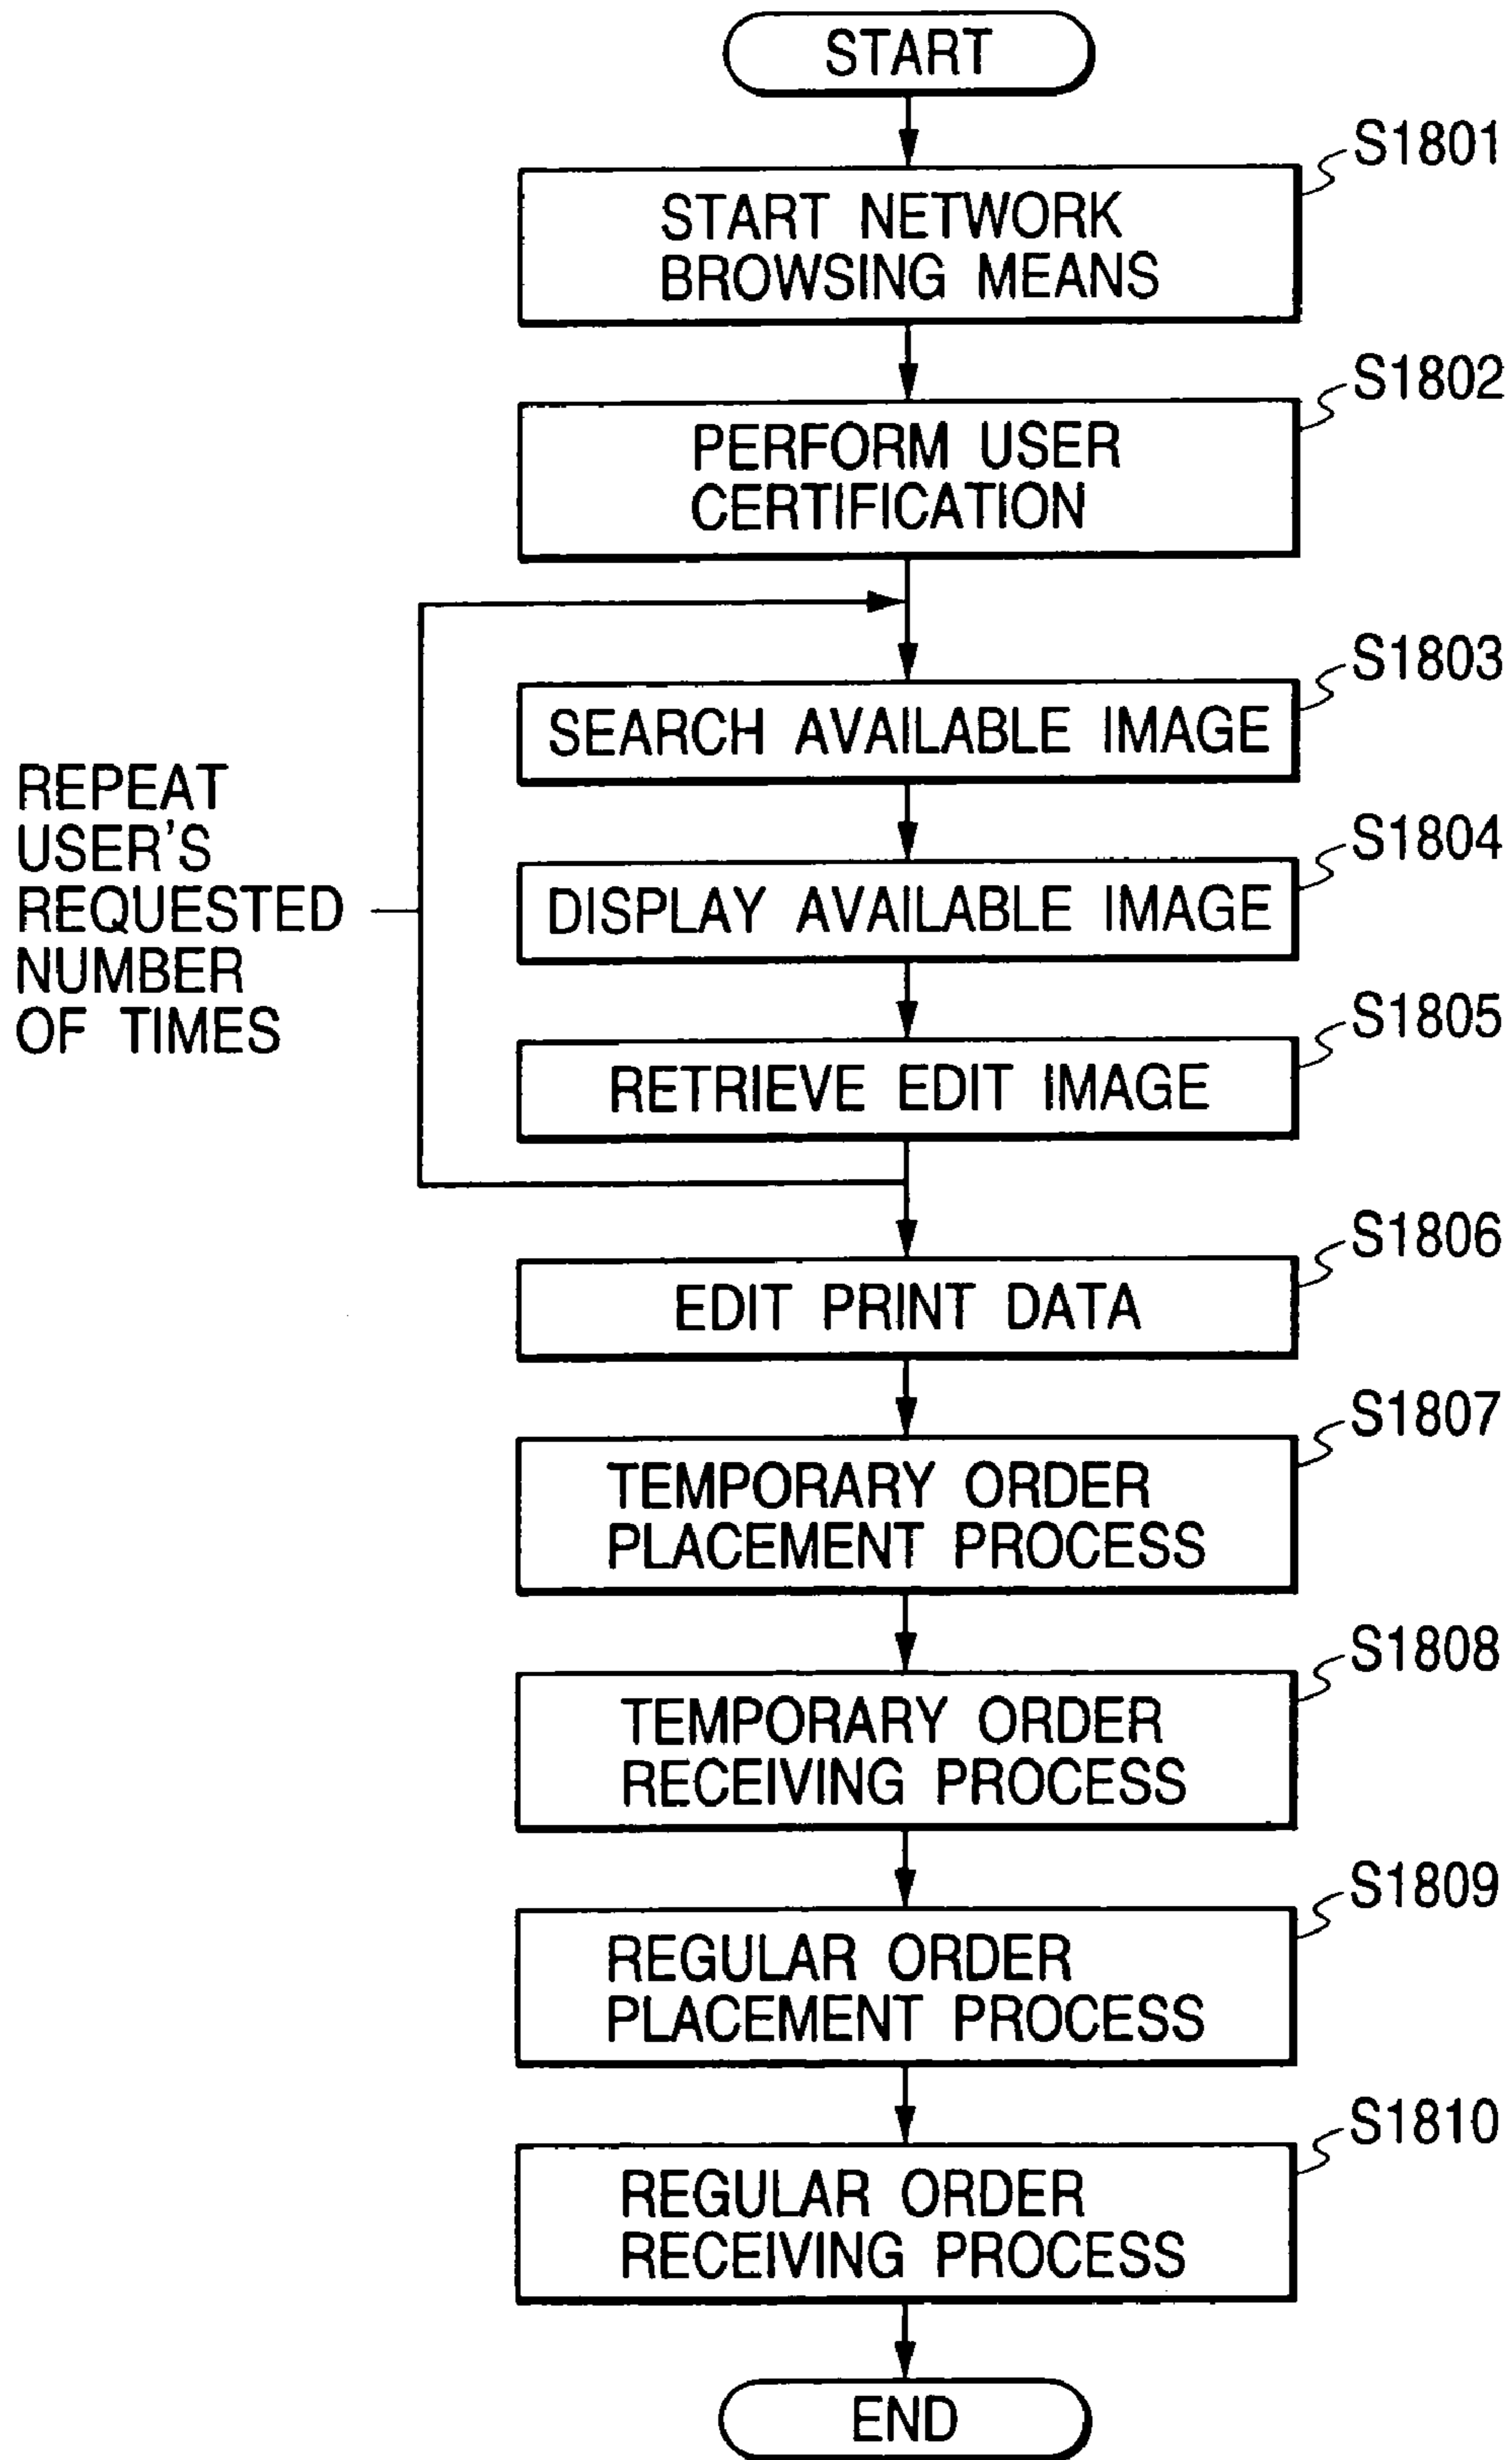 START
S1801
START NETWORK
BROWSING MEANS
S1802
PERFORM USER
CERTIFICATION
S1803
SEARCH AVAILABLE IMAGE
REPEAT
USER'S
REQUESTED
NUMBER
OF TIMES
S1804
DISPLAY AVAILABLE IMAGE
S1805
RETRIEVE EDIT IMAGE
S1806
EDIT PRINT DATA
S1807
TEMPORARY ORDER
PLACEMENT PROCESS
S1808
TEMPORARY ORDER
RECEIVING PROCESS
S1809
REGULAR ORDER
PLACEMENT PROCESS
S1810
REGULAR ORDER
RECEIVING PROCESS
END